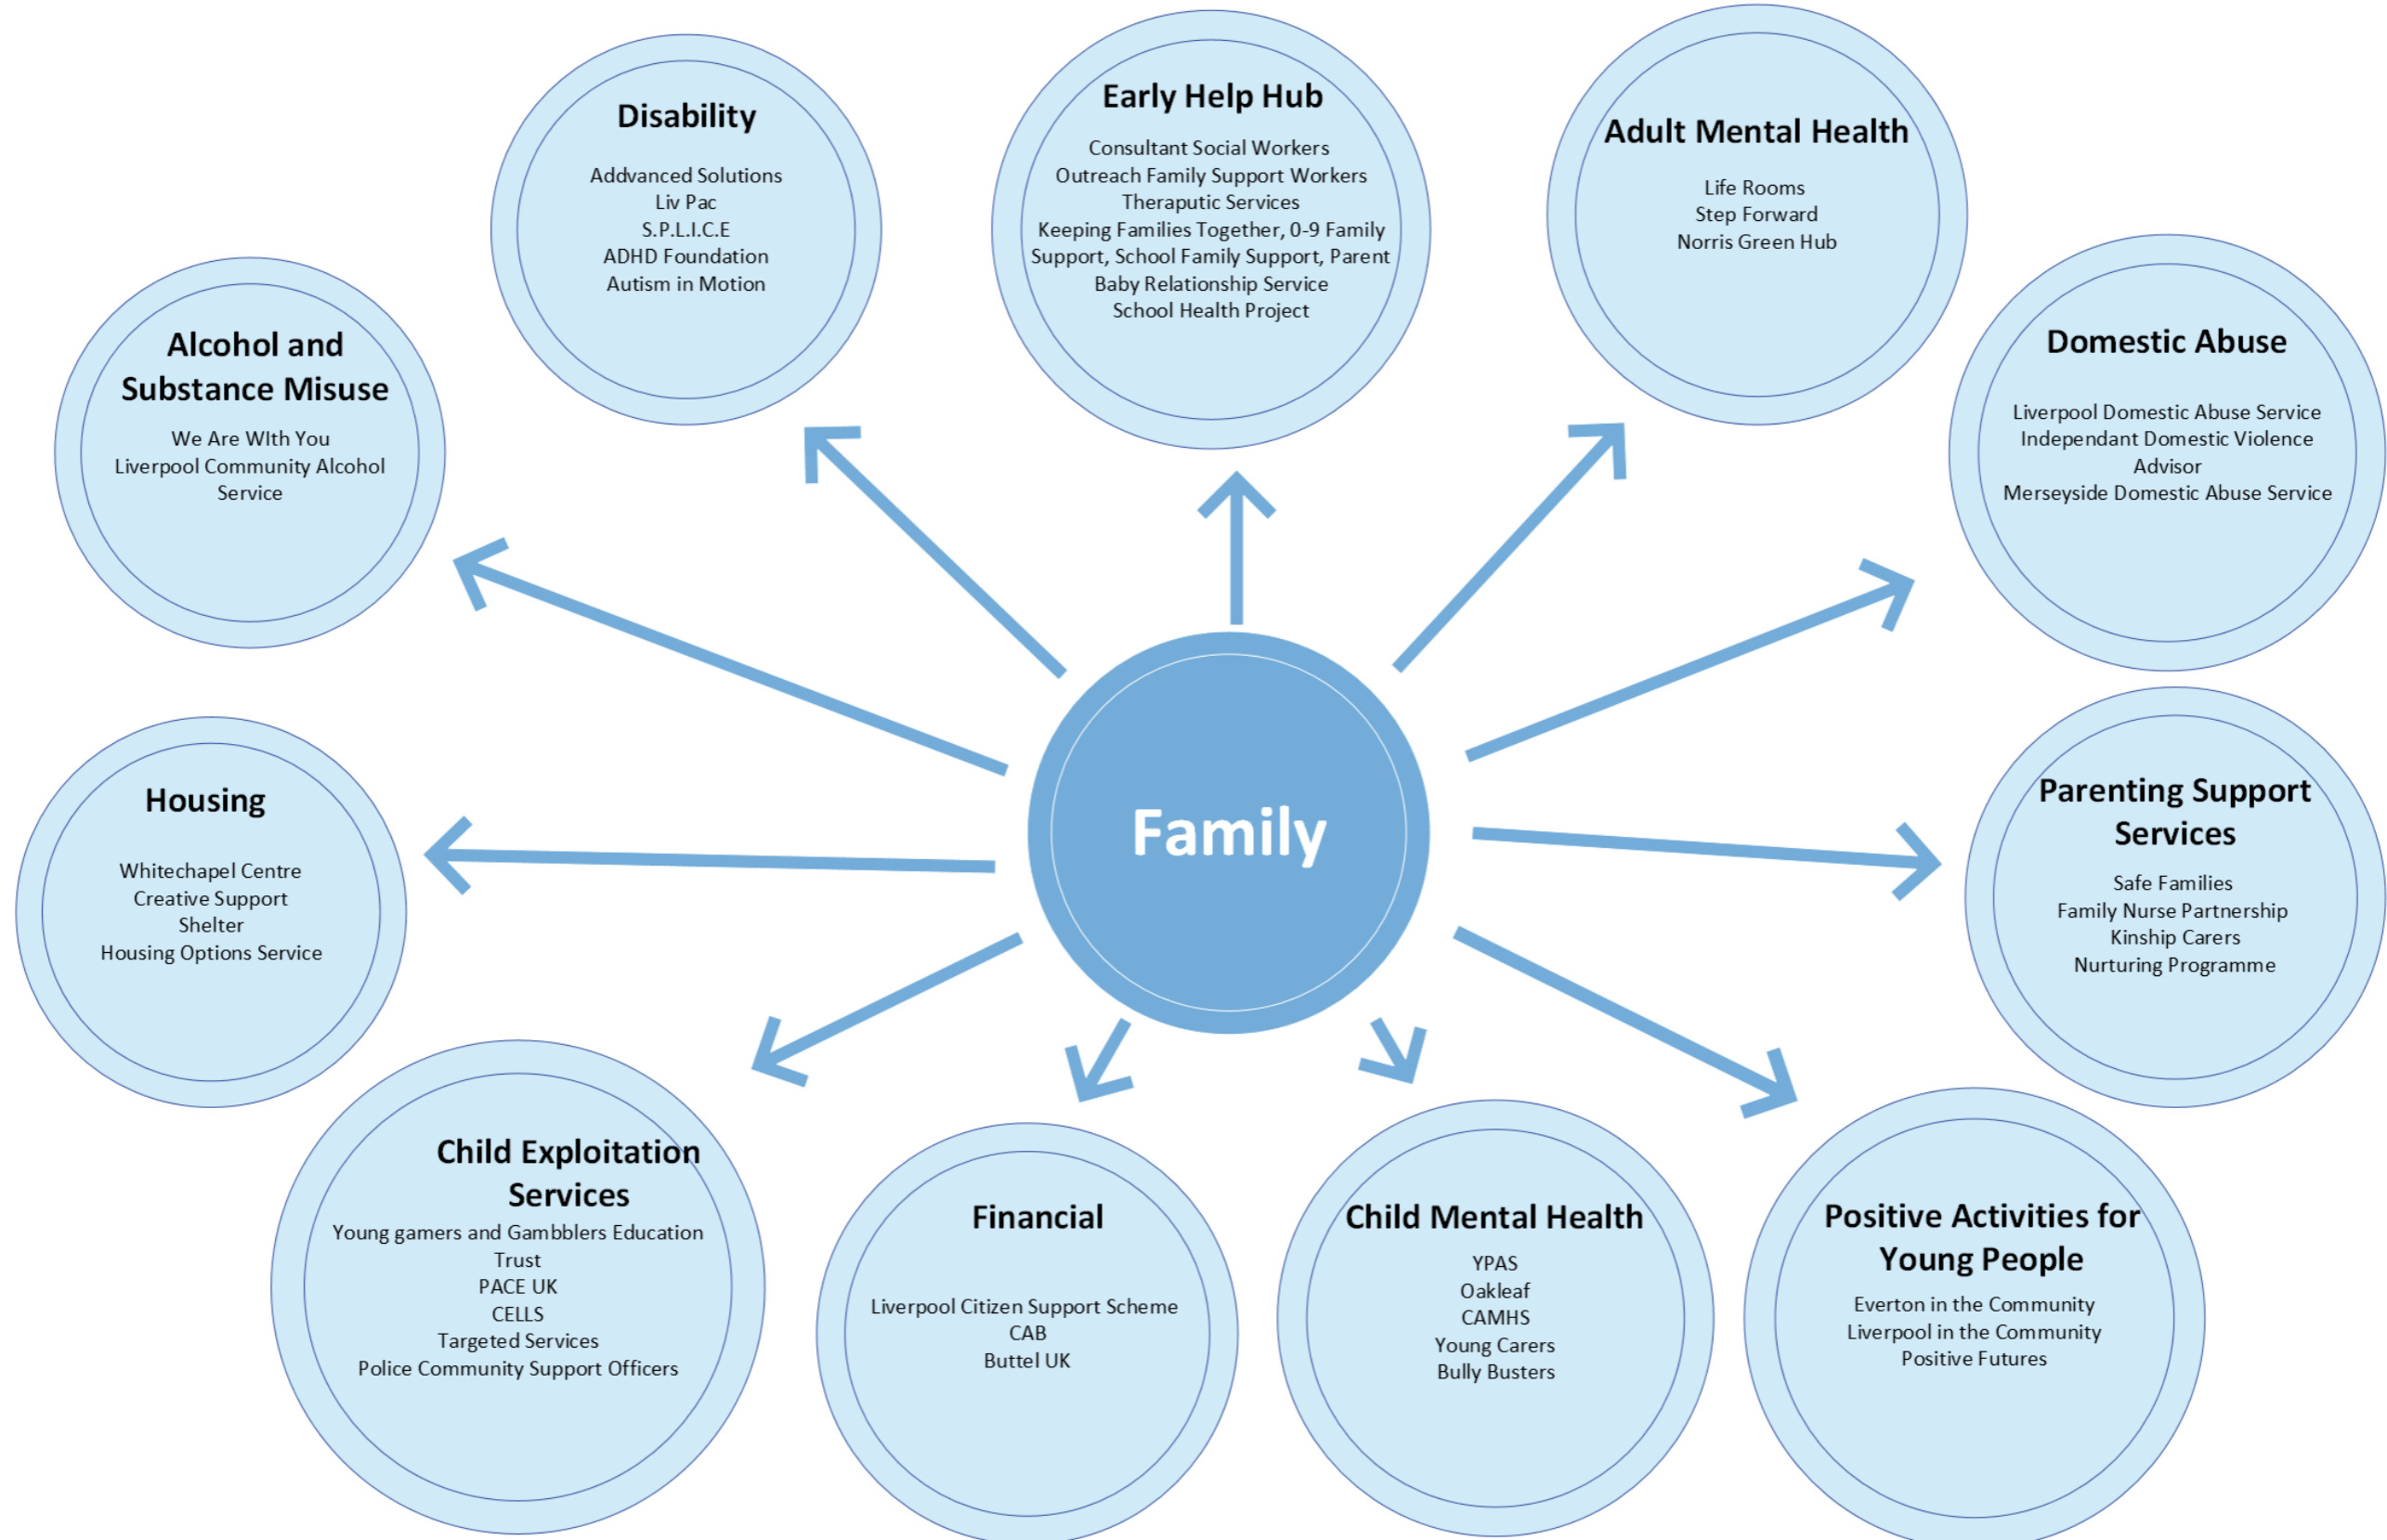 Disability
Addvanced Solutions
Liv Pac
S.P.L.I.C.E
ADHD Foundation
Autism in Motion
Early Help Hub
Consultant Social Workers
Outreach Family Support Workers
Theraputic Services
Keeping Families Together, 0-9 Family
Support, School Family Support, Parent
Baby Relationship Service
School Health Project
Adult Mental Health
Life Rooms
Step Forward
Norris Green Hub
Alcohol and
Substance Misuse
We Are WIth You
Liverpool Community Alcohol
Service
Domestic Abuse
Liverpool Domestic Abuse Service
Independant Domestic Violence
Advisor
Merseyside Domestic Abuse Service
Housing
Whitechapel Centre
Creative Support
Shelter
Housing Options Service
Family
Parenting Support
Services
Safe Families
Family Nurse Partnership
Kinship Carers
Nurturing Programme
Child Exploitation
Services
Young gamers and Gambblers Education
Trust
PACE UK
CELLS
Targeted Services
Police Community Support Officers
Financial
Liverpool Citizen Support Scheme
CAB
Buttel UK
Child Mental Health
YPAS
Oakleaf
CAMHS
Young Carers
Bully Busters
Positive Activities for
Young People
Everton in the Community
Liverpool in the Community
Positive Futures